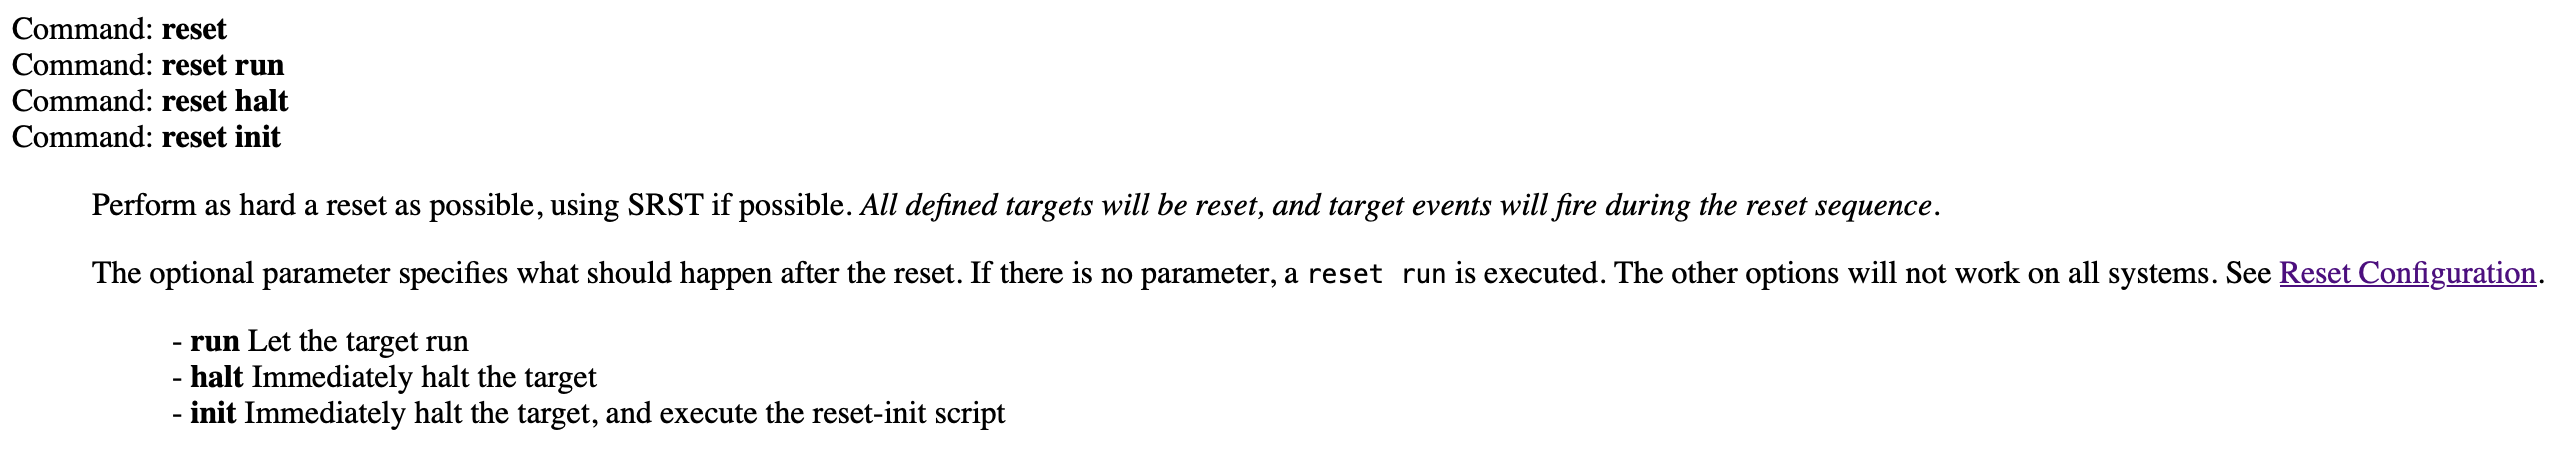 Command: reset
Command: reset run
Command: reset halt
Command: reset init
Perform as hard a reset as possible, using SRST if possible. All defined targets will be reset, and target events will fire during the reset sequence.
The optional parameter specifies what should happen after the reset. If there is no parameter, a reset run is executed. The other options will not work on all systems. See Reset Configuration.
- run Let the target run
- halt Immediately halt the target
- init Immediately halt the target, and execute the reset-init script